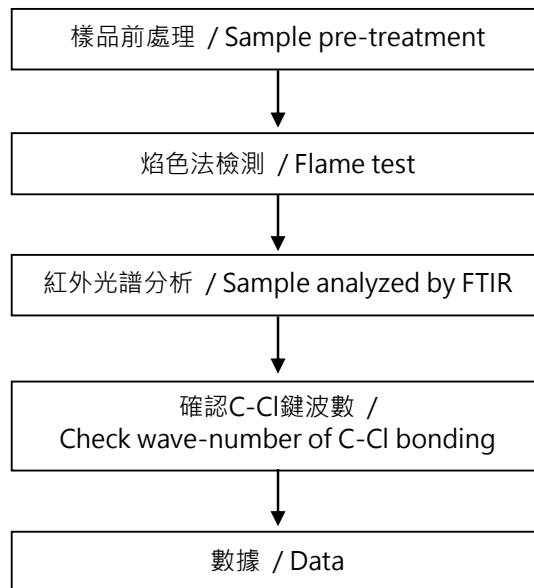 樣品前處理 / Sample pre-treatment
焰色法檢測 / Flame test
紅外光譜分析 / Sample analyzed by FTIR
確認C-Cl鍵波數 /
Check wave-number of C-Cl bonding
數據 / Data